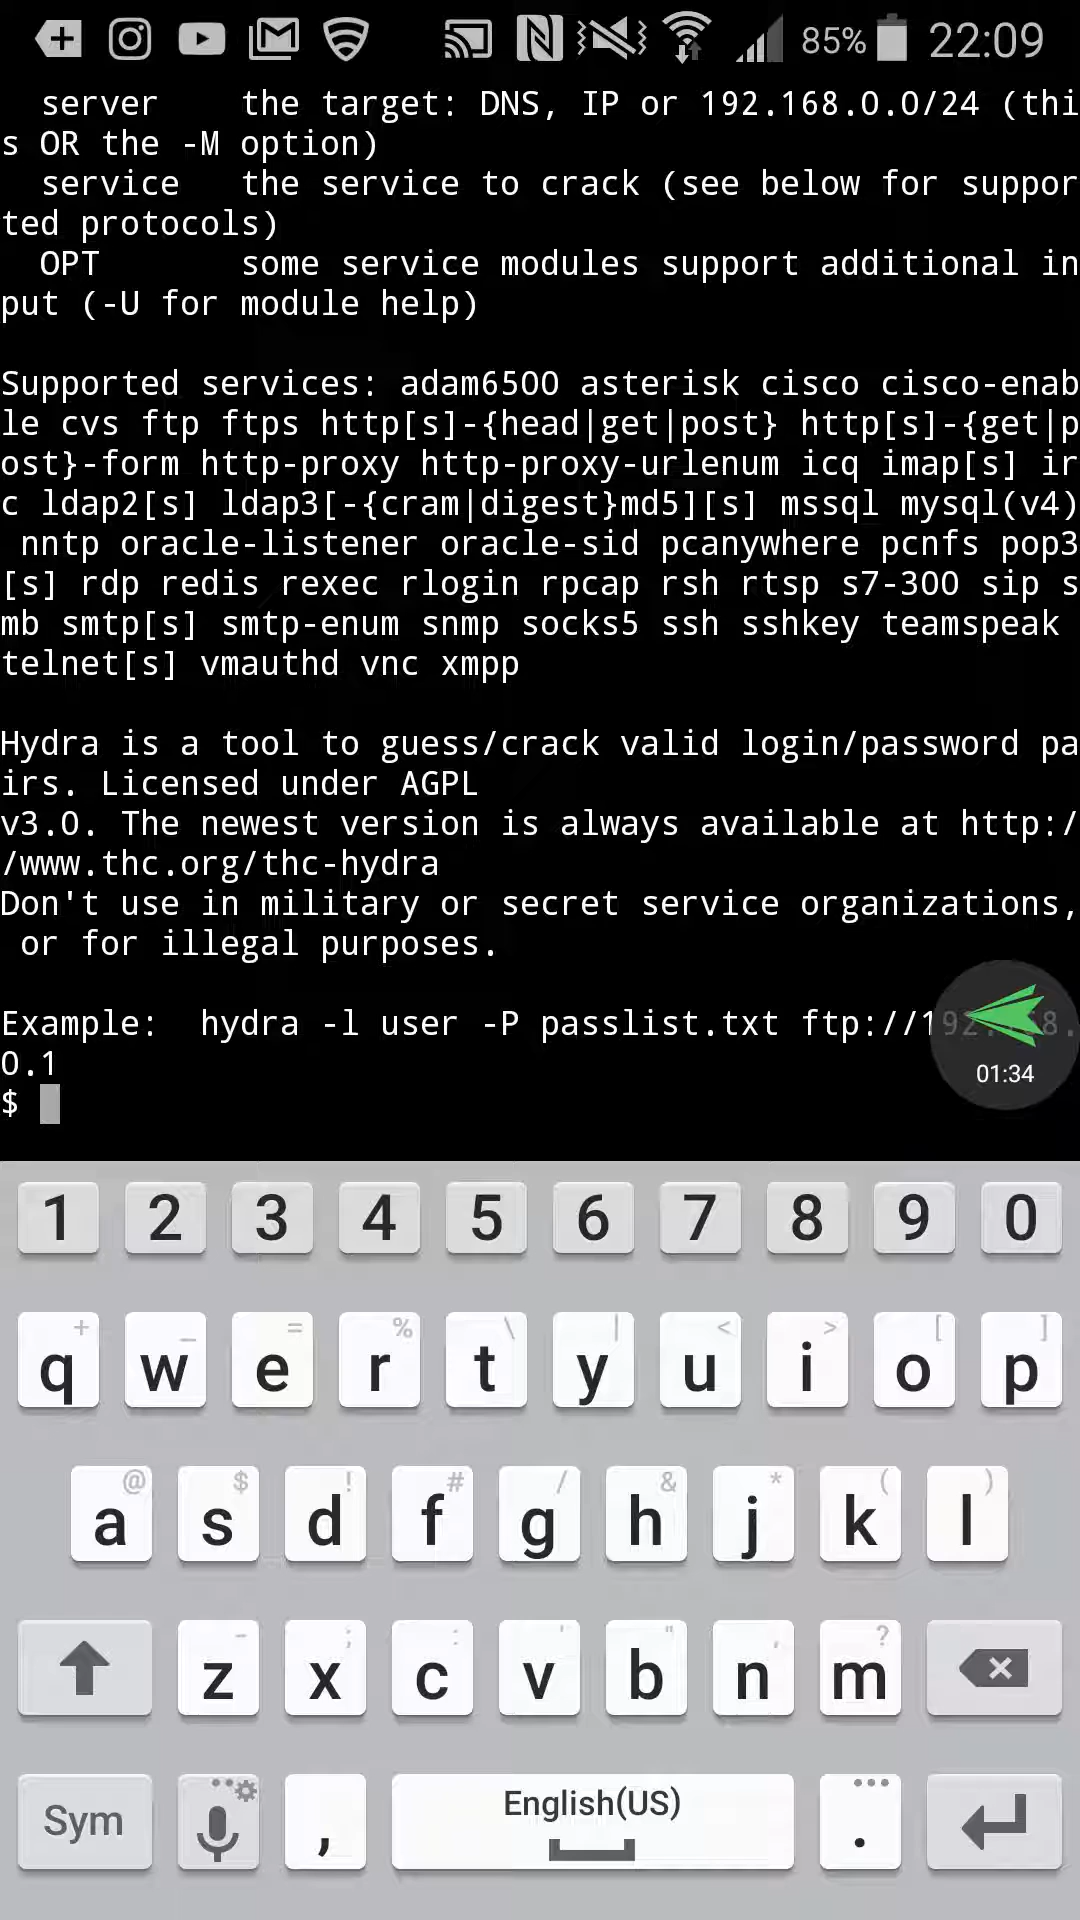 85% 22:09
server the target: DNS, IP or 192.168.0.0/24 (thi
s OR the -M option)
service the service to crack (see below for suppor
ted protocols)
OPT some service modules support additional in
put (-U for module help)
Supported services: adam6500 asterisk cisco cisco-enab
le cvs ftp ftps http[s]-{head|get|post} http[s]-{get|p
ost}-form http-proxy http-proxy-urlenum icq imap[s] ir
c ldap2[s] ldap3[-{cram|digest}md5][s] mssql mysql(v4)
nntp oracle-listener oracle-sid pcanywhere pcnfs pop3
[s] rdp redis rexec rlogin rpcap rsh rtsp s7-300 sip s
mb smtp[s] smtp-enum snmp socks5 ssh sshkey teamspeak
telnet[s] vmauthd vnc xmpp
Hydra is a tool to guess/crack valid login/password pa
irs. Licensed under AGPL
v3.0. The newest version is always available at http:/
/www.thc.org/thc-hydra
Don't use in military or secret service organizations,
or for illegal purposes.
Example: hydra -l user -P passlist.txt ftp://192.168.
0.1
01:34
$
1 2 3 4 5 6 7 8 9 0
+ _ = % \ | < > [ ]
q w e r t y u i o p
@ $ ! # / & * ( )
a s d f g h j k l
- ; : ' " , ?
z x c v b n m
Sym , English(US) .